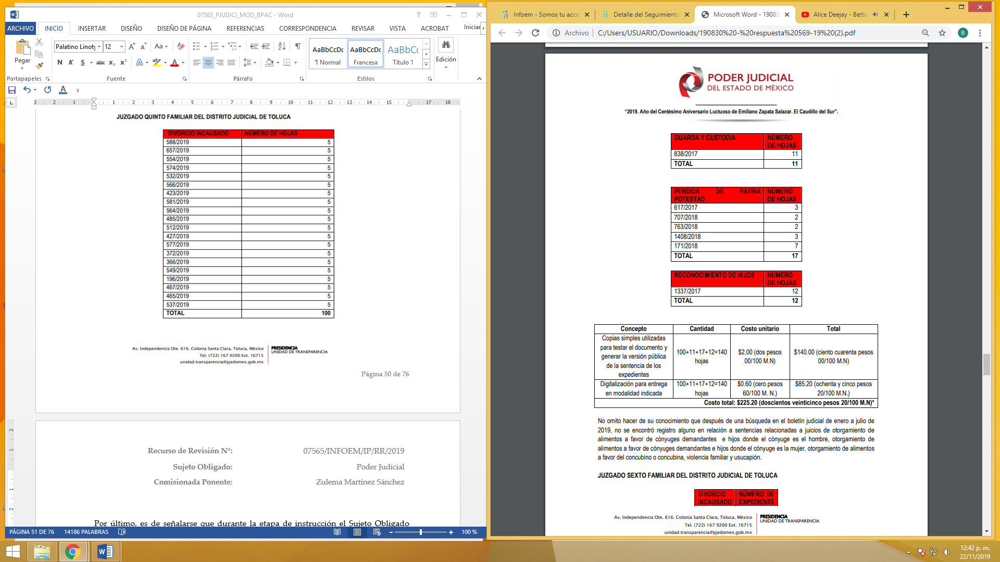 07565_PJUDICI_MOD_BPAC - Word
ARCHIVO INICIO INSERTAR DISEÑO DISEÑO DE PÁGINA REFERENCIAS CORRESPONDENCIA REVISAR VISTA ACROBAT Iniciar
Pegar
Palatino Linoty 12
N K S abc x₂ x²
AaBbCcDc AaBbCcDc AaBbCc
¶ Normal Francesa Título 1
Edición
Portapapeles Fuente Párrafo Estilos
3 2 1 1 2 3 4 5 6 7 8 9 10 11 12 13 14 15 17 18
JUZGADO QUINTO FAMILIAR DEL DISTRITO JUDICIAL DE TOLUCA
DIVORCIO INCAUSADO NÚMERO DE HOJAS
588/2019 5
657/2019 5
554/2019 5
574/2019 5
532/2019 5
566/2019 5
423/2019 5
581/2019 5
564/2019 5
485/2019 5
512/2019 5
427/2019 5
577/2019 5
372/2019 5
366/2019 5
549/2019 5
196/2019 5
467/2019 5
465/2019 5
537/2019 5
TOTAL 100
Av. Independencia Ote. 616. Colonia Santa Clara, Toluca, México
Tel. (722) 167 9200 Ext. 16715
unidad.transparencia@pjedomex.gob.mx
PRESIDENCIA
UNIDAD DE TRANSPARENCIA
Página 50 de 76
Recurso de Revisión N°: 07565/INFOEM/IP/RR/2019
Sujeto Obligado: Poder Judicial
Comisionada Ponente: Zulema Martínez Sánchez
Por último, es de señalarse que durante la etapa de instrucción el Sujeto Obligado
PÁGINA 51 DE 76 14186 PALABRAS 100 %
Infoem - Somos tu acce
Detalle del Seguimiento
Microsoft Word - 19083
Alice Deejay - Bette
Archivo C:/Users/USUARIO/Downloads/190830%20-%20respuesta%20569-19%20(2).pdf
B
PODER JUDICIAL
DEL ESTADO DE MÉXICO
“2019. Año del Centésimo Aniversario Luctuoso de Emiliano Zapata Salazar. El Caudillo del Sur”.
GUARDA Y CUSTODIA NÚMERO DE HOJAS
838/2017 11
TOTAL 11
PERDIDA DE PATRIA POTESTAD NÚMERO DE HOJAS
617/2017 3
707/2018 2
763/2018 2
1408/2018 3
171/2018 7
TOTAL 17
RECONOCIMIENTO DE HIJOS NÚMERO DE HOJAS
1337/2017 12
TOTAL 12
Concepto Cantidad Costo unitario Total
Copias simples utilizadas para testar el documento y generar la versión pública de la sentencia de los expedientes 100+11+17+12=140 hojas $2.00 (dos pesos 00/100 M.N) $140.00 (ciento cuarenta pesos 00/100 M.N)
Digitalización para entrega en modalidad indicada 100+11+17+12=140 hojas $0.60 (cero pesos 60/100 M. N.) $85.20 (ochenta y cinco pesos 20/100 M.N.)
Costo total: $225.20 (doscientos veinticinco pesos 20/100 M.N)*
No omito hacer de su conocimiento que después de una búsqueda en el boletín judicial de enero a julio de
2019, no se encontró registro alguno en relación a sentencias relacionadas a juicios de otorgamiento de
alimentos a favor de cónyuges demandantes e hijos donde el cónyuge es el hombre, otorgamiento de
alimentos a favor de cónyuges demandantes e hijos donde el cónyuge es la mujer, otorgamiento de alimentos
a favor del concubino o concubina, violencia familiar y usucapión.
JUZGADO SEXTO FAMILIAR DEL DISTRITO JUDICIAL DE TOLUCA
DIVORCIO INCAUSADO NÚMERO DE EXPEDIENTE
Av. Independencia Ote. 616. Colonia Santa Clara, Toluca, México
Tel. (722) 167 9200 Ext. 16715
unidad.transparencia@pjedomex.gob.mx
PRESIDENCIA
UNIDAD DE TRANSPARENCIA
12:42 p. m.
22/11/2019